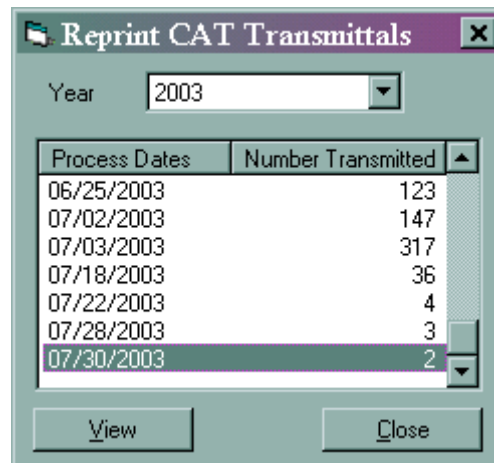 Reprint CAT Transmittals
Year 2003
Process Dates Number Transmitted
06/25/2003 123
07/02/2003 147
07/03/2003 317
07/18/2003 36
07/22/2003 4
07/28/2003 3
07/30/2003 2
View Close